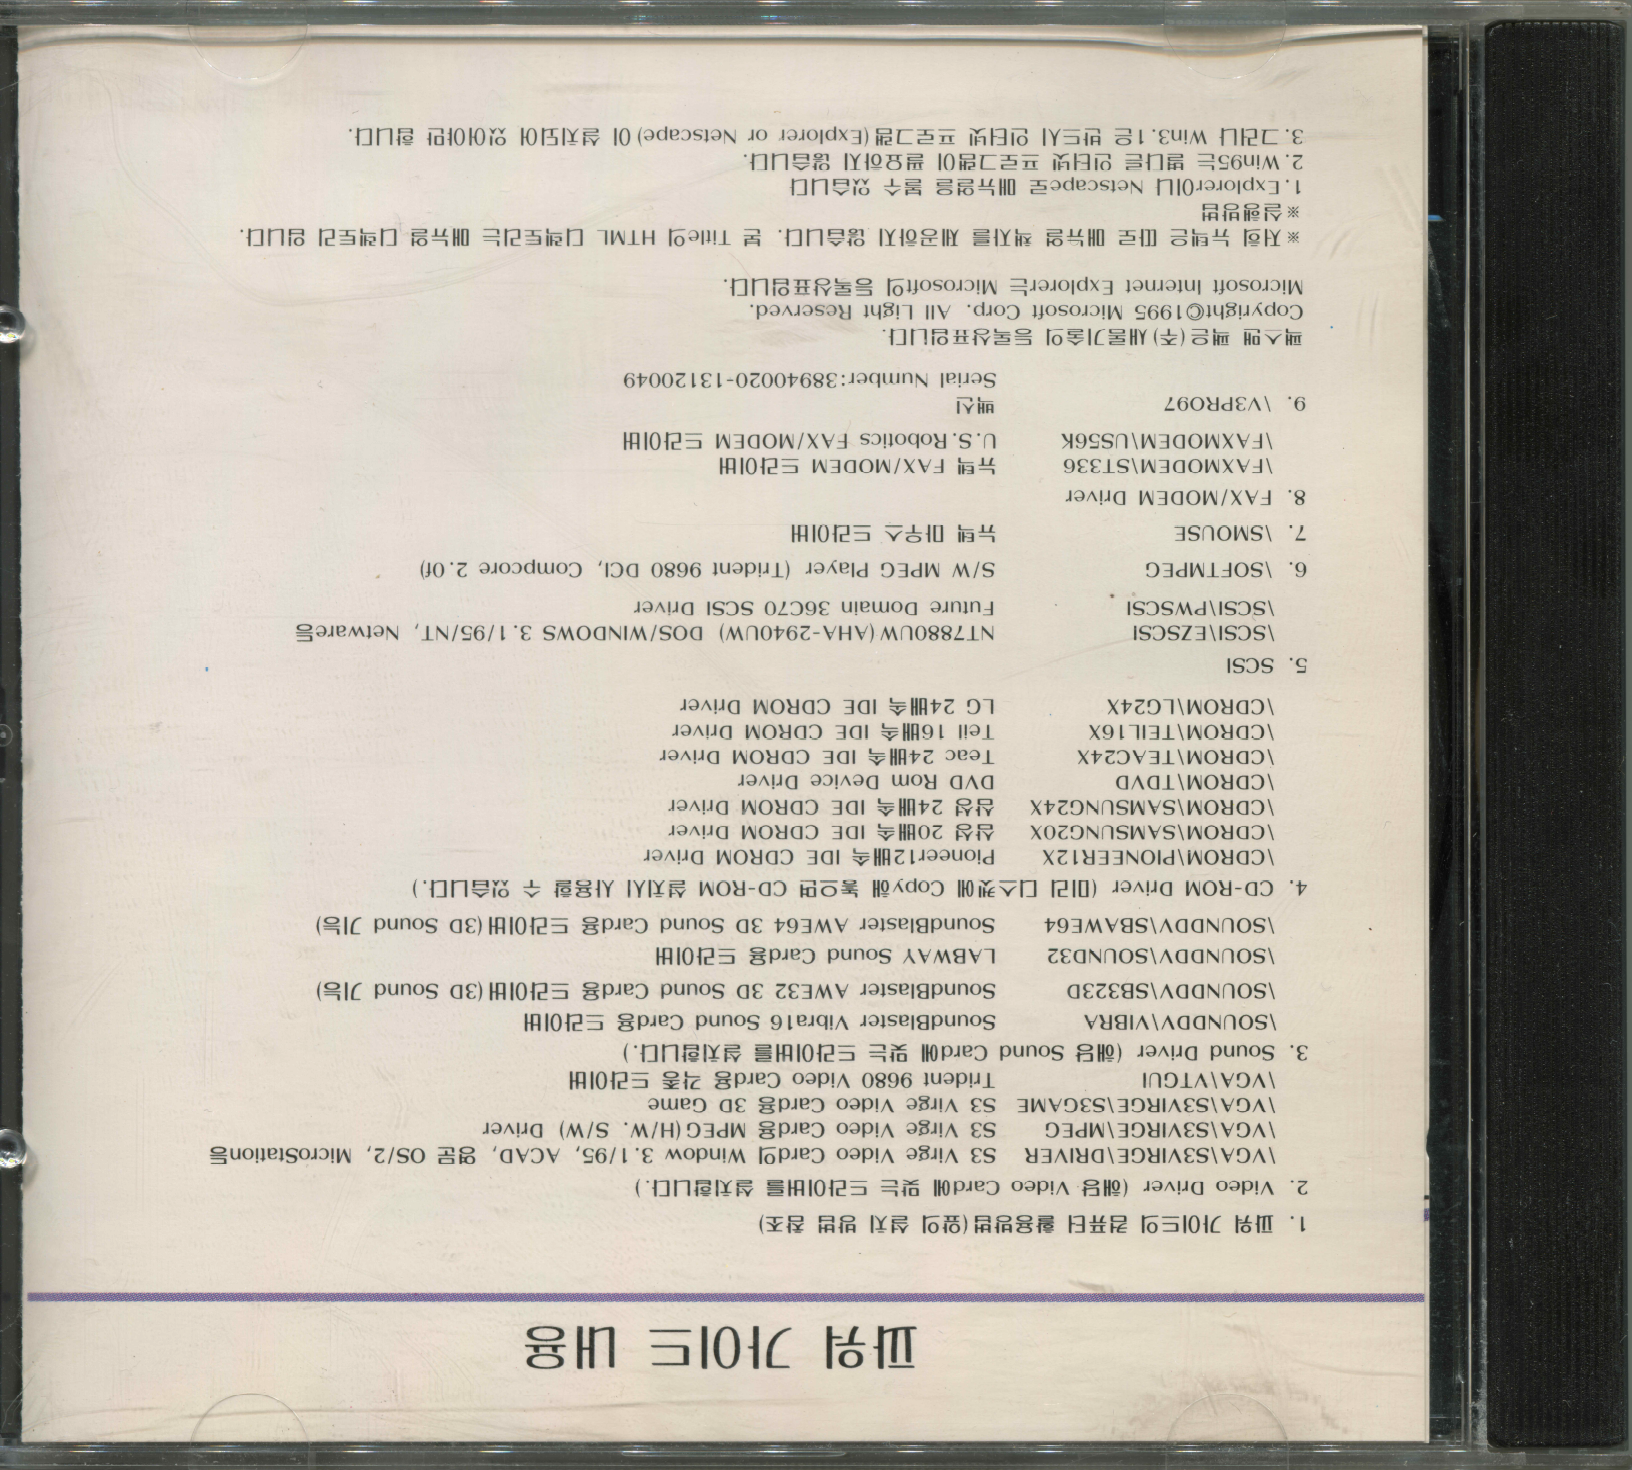 파워 가이드 내용
1. 파워 가이드의 컴퓨터 활용방법(앞의 설치 방법 참조)
2. Video Driver (해당 Video Card에 맞는 드라이버를 설치합니다.)
\VGA\S3VIRGE\DRIVER S3 Virge Video Card의 Window 3.1/95, ACAD, 영문 OS/2, MicroStation등
\VGA\S3VIRGE\MPEG S3 Virge Video Card용 MPEG(H/W. S/W) Driver
\VGA\S3VIRGE\S3GAME S3 Virge Video Card용 3D Game
\VGA\VTGUI Trident 9680 Video Card용 각종 드라이버
3. Sound Driver (해당 Sound Card에 맞는 드라이버를 설치합니다.)
\SOUNDDV\VIBRA SoundBlaster Vibra16 Sound Card용 드라이버
\SOUNDDV\SB323D SoundBlaster AWE32 3D Sound Card용 드라이버(3D Sound 기능)
\SOUNDDV\SOUND32 LABWAY Sound Card용 드라이버
\SOUNDDV\SBAWE64 SoundBlaster AWE64 3D Sound Card용 드라이버(3D Sound 기능)
4. CD-ROM Driver (미리 디스켓에 Copy해 놓으면 CD-ROM 설치시 사용할 수 있습니다.)
\CDROM\PIONEER12X Pioneer12배속 IDE CDROM Driver
\CDROM\SAMSUNG20X 삼성 20배속 IDE CDROM Driver
\CDROM\SAMSUNG24X 삼성 24배속 IDE CDROM Driver
\CDROM\TDVD DVD Rom Device Driver
\CDROM\TEAC24X Teac 24배속 IDE CDROM Driver
\CDROM\TEIL16X Teil 16배속 IDE CDROM Driver
\CDROM\LG24X LG 24배속 IDE CDROM Driver
5. SCSI
\SCSI\EZSCSI NT7880UW(AHA-2940UW) DOS/WINDOWS 3.1/95/NT, Netware등
\SCSI\PWSCSI Future Domain 36C70 SCSI Driver
6. \SOFTMPEG S/W MPEG Player (Trident 9680 DCI, Compcore 2.0f)
7. \SMOUSE 뉴텍 마우스 드라이버
8. FAX/MODEM Driver
\FAXMODEM\ST336 뉴텍 FAX/MODEM 드라이버
\FAXMODEM\US56K U.S.Robotics FAX/MODEM 드라이버
9. \V3PRO97 백신
Serial Number:38940020-13120049
팩스맨 팩은(주)새롬기술의 등록상표입니다.
Copyright©1995 Microsoft Corp. All Light Reserved.
Microsoft Internet Explorer는 Microsoft의 등록상표입니다.
※저희 뉴텍은 따로 매뉴얼 책자를 제공하지 않습니다. 본 Title의 HTML 디렉토리는 매뉴얼 디렉토리 입니다.
※실행방법
1.Explorer이나 Netscape로 매뉴얼을 볼수 있습니다
2.Win95는 별다른 인터넷 프로그램이 필요하지 않습니다.
3.그러나 Win3.1은 반드시 인터넷 프로그램(Explorer or Netscape)이 설치되어 있어야만 합니다.